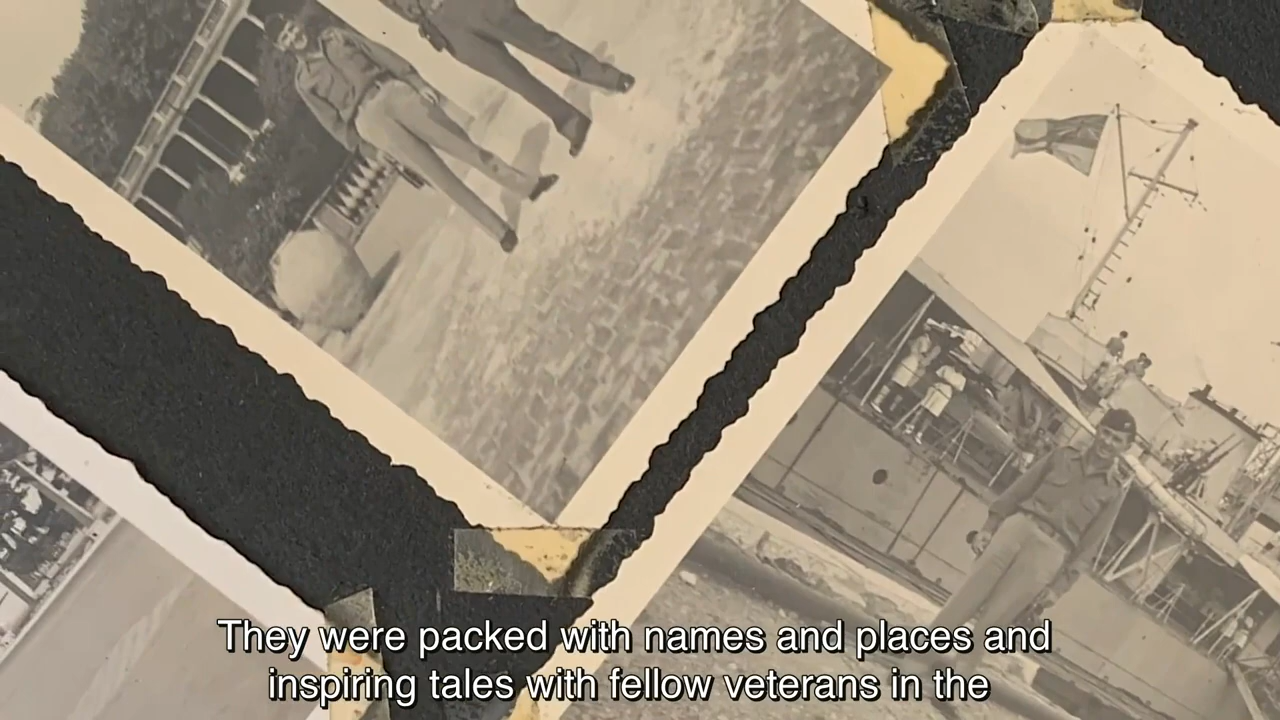 They were packed with names and places and
inspiring tales with fellow veterans in the